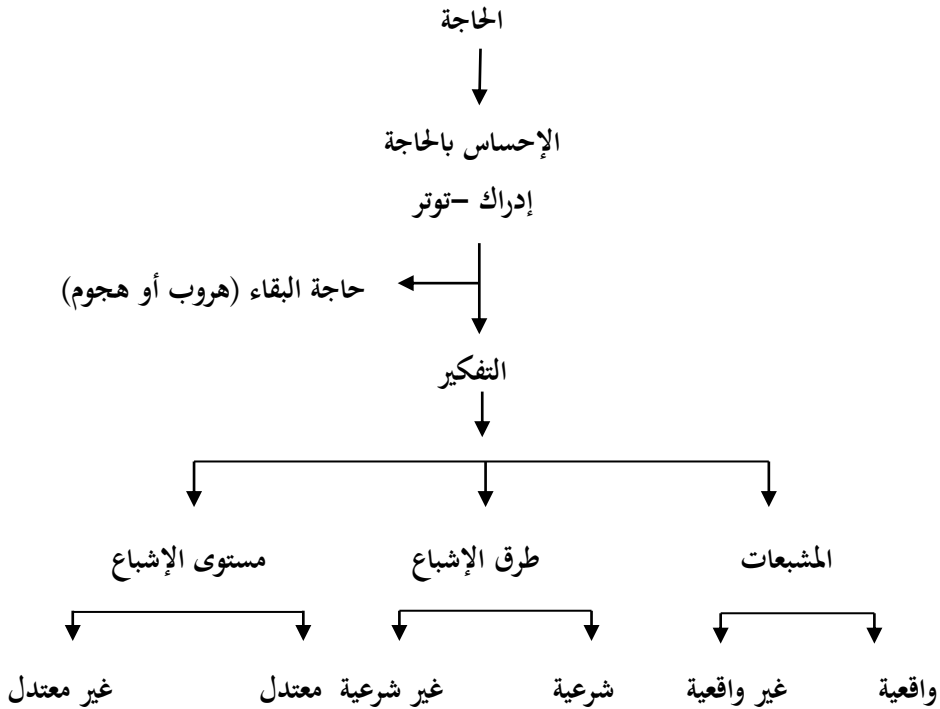 الحاجة
الإحساس بالحاجة
إدراك –توتر
حاجة البقاء (هروب أو هجوم)
التفكير
المشبعات طرق الإشباع مستوى الإشباع
واقعية غير واقعية شرعية غير شرعية معتدل غير معتدل